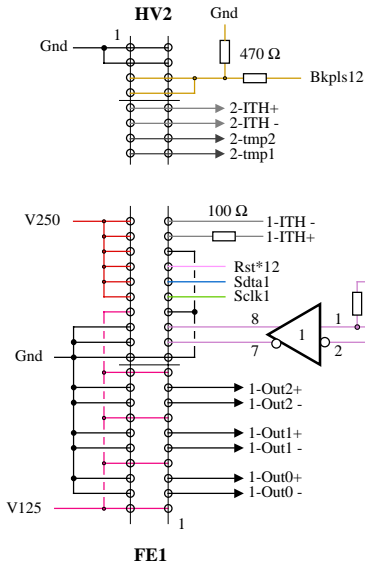 HV2
Gnd
Gnd 1
470 Ω
Bkpls12
2-ITH+
2-ITH -
2-tmp2
2-tmp1
V250
100 Ω
1-ITH -
1-ITH+
Rst*12
Sdta1
Sclk1
8 1 1
Gnd
7 2
1-Out2+
1-Out2 -
1-Out1+
1-Out1 -
1-Out0+
1-Out0 -
V125
1
FE1